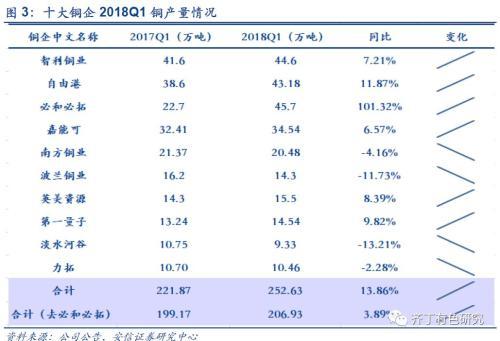 图 3：十大铜企 2018Q1 铜产量情况
铜企中文名称 2017Q1（万吨） 2018Q1（万吨） 同比 变化
智利铜业 41.6 44.6 7.21%
自由港 38.6 43.18 11.87%
必和必拓 22.7 45.7 101.32%
嘉能可 32.41 34.54 6.57%
南方铜业 21.37 20.48 -4.16%
波兰铜业 16.2 14.3 -11.73%
英美资源 14.3 15.5 8.39%
第一量子 13.24 14.54 9.82%
淡水河谷 10.75 9.33 -13.21%
力拓 10.70 10.46 -2.28%
合计 221.87 252.63 13.86%
合计（去必和必拓） 199.17 206.93 3.89%
齐丁有色研究
资料来源：公司公告、安信证券研究中心